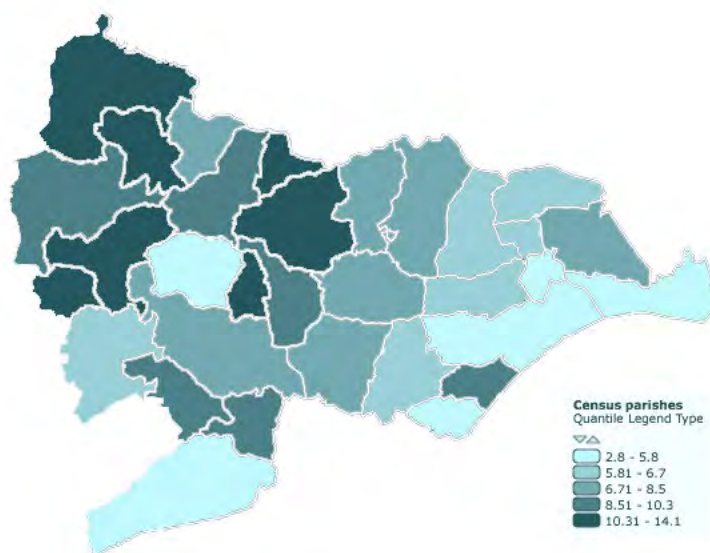 Census parishes
Quantile Legend Type
2.8 - 5.8
5.81 - 6.7
6.71 - 8.5
8.51 - 10.3
10.31 - 14.1